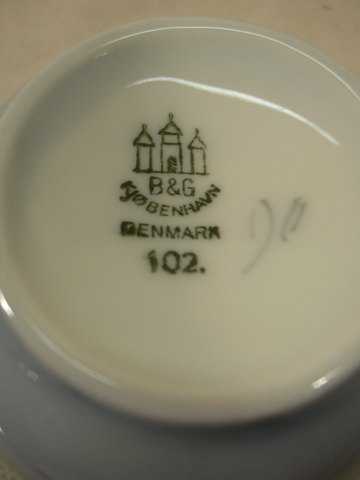 B&G
KJØBENHAVN
DENMARK
102.